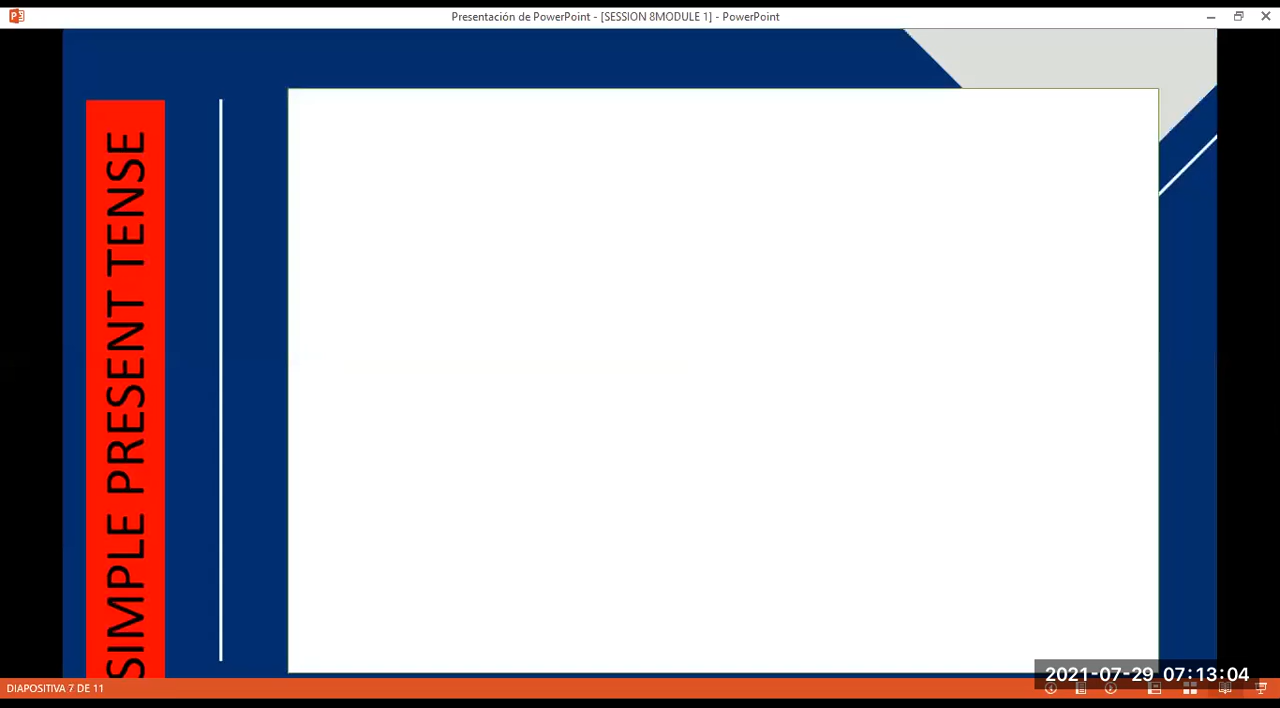 Presentación de PowerPoint - [SESSION 8MODULE 1] - PowerPoint
SIMPLE PRESENT TENSE
2021-07-29 07:13:04
DIAPOSITIVA 7 DE 11